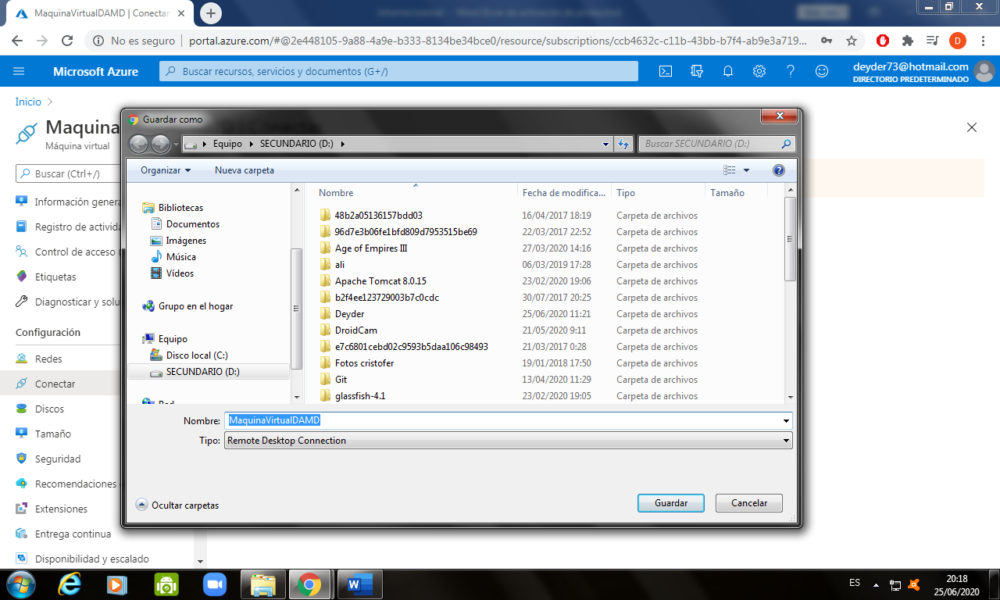 MaquinaVirtualDAMD | Conectar
No es seguro | portal.azure.com/#@2e448105-9a88-4a9e-b333-8134be34bce0/resource/subscriptions/ccb4632c-c11b-43bb-b7f4-ab9e3a719...
D
Microsoft Azure
Buscar recursos, servicios y documentos (G+/)
deyder73@hotmail.com
DIRECTORIO PREDETERMINADO
Inicio
Maquina
Máquina virtual
Buscar (Ctrl+/)
Información genera
Registro de activida
Control de acceso (
Etiquetas
Diagnosticar y solu
Configuración
Redes
Conectar
Discos
Tamaño
Seguridad
Recomendaciones
Extensiones
Entrega continua
Disponibilidad y escalado
Guardar como
Equipo
SECUNDARIO (D:)
Buscar SECUNDARIO (D:)
Organizar
Nueva carpeta
Bibliotecas
Documentos
Imágenes
Música
Vídeos
Grupo en el hogar
Equipo
Disco local (C:)
SECUNDARIO (D:)
Red
Nombre Fecha de modifica... Tipo Tamaño
48b2a05136157bdd03 16/04/2017 18:19 Carpeta de archivos
96d7e3b06fe1bfd809d7953515be69 22/03/2017 22:52 Carpeta de archivos
Age of Empires III 27/03/2020 14:16 Carpeta de archivos
ali 06/03/2019 17:28 Carpeta de archivos
Apache Tomcat 8.0.15 23/02/2020 19:06 Carpeta de archivos
b2f4ee123729003b7c0cdc 30/07/2017 20:25 Carpeta de archivos
Deyder 25/06/2020 11:21 Carpeta de archivos
DroidCam 21/05/2020 9:11 Carpeta de archivos
e7c6801cebd02c9593b5daa106c98493 21/03/2017 0:28 Carpeta de archivos
Fotos cristofer 19/01/2018 17:50 Carpeta de archivos
Git 13/04/2020 11:29 Carpeta de archivos
glassfish-4.1 23/02/2020 19:05 Carpeta de archivos
Nombre: MaquinaVirtualDAMD
Tipo: Remote Desktop Connection
Ocultar carpetas
Guardar
Cancelar
ES
20:18
25/06/2020